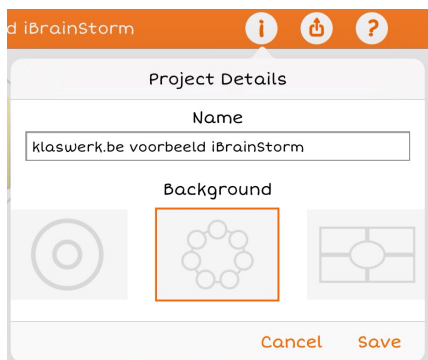 d iBrainStorm
i
?
Project Details
Name
klaswerk.be voorbeeld iBrainStorm
Background
Cancel Save